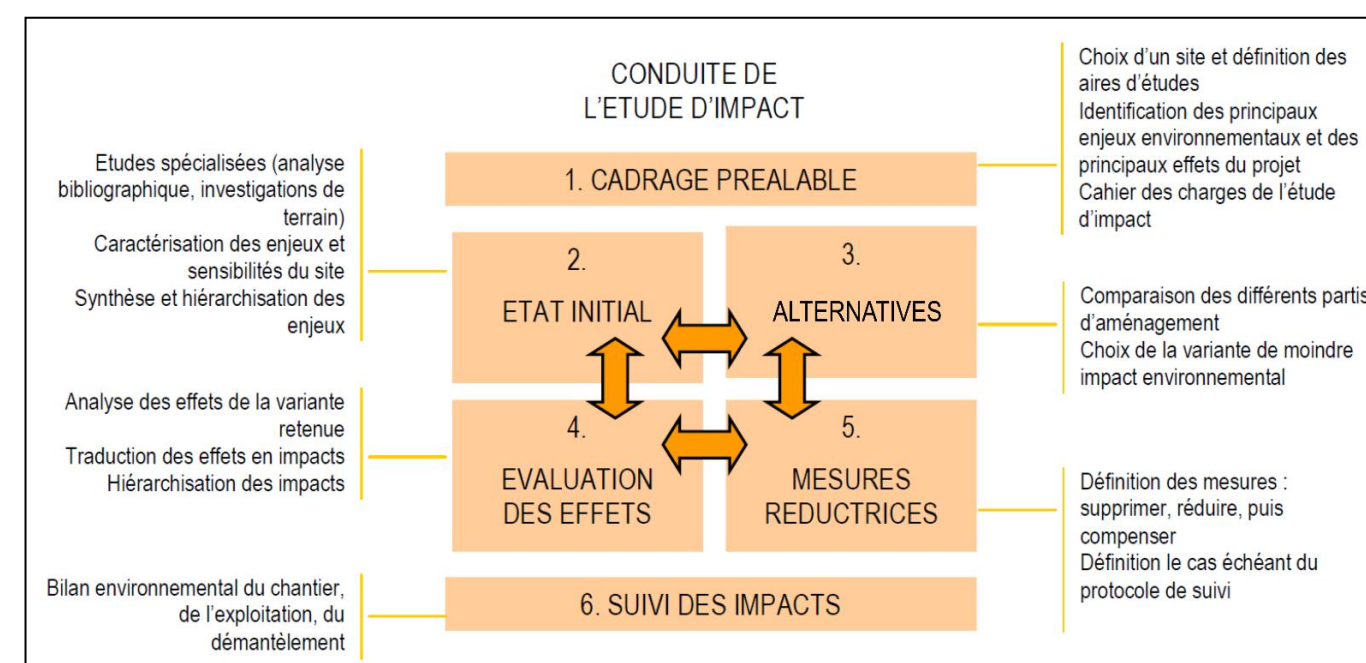 CONDUITE DE
L'ETUDE D'IMPACT
1. CADRAGE PREALABLE
Choix d'un site et définition des
aires d'études
Identification des principaux
enjeux environnementaux et des
principaux effets du projet
Cahier des charges de l'étude
d'impact
Etudes spécialisées (analyse
bibliographique, investigations de
terrain)
Caractérisation des enjeux et
sensibilités du site
Synthèse et hiérarchisation des
enjeux
2.
ETAT INITIAL
3.
ALTERNATIVES
Comparaison des différents partis
d'aménagement
Choix de la variante de moindre
impact environnemental
Analyse des effets de la variante
retenue
Traduction des effets en impacts
Hiérarchisation des impacts
4.
EVALUATION
DES EFFETS
5.
MESURES
REDUCTRICES
Définition des mesures :
supprimer, réduire, puis
compenser
Définition le cas échéant du
protocole de suivi
Bilan environnemental du chantier,
de l'exploitation, du
démantèlement
6. SUIVI DES IMPACTS